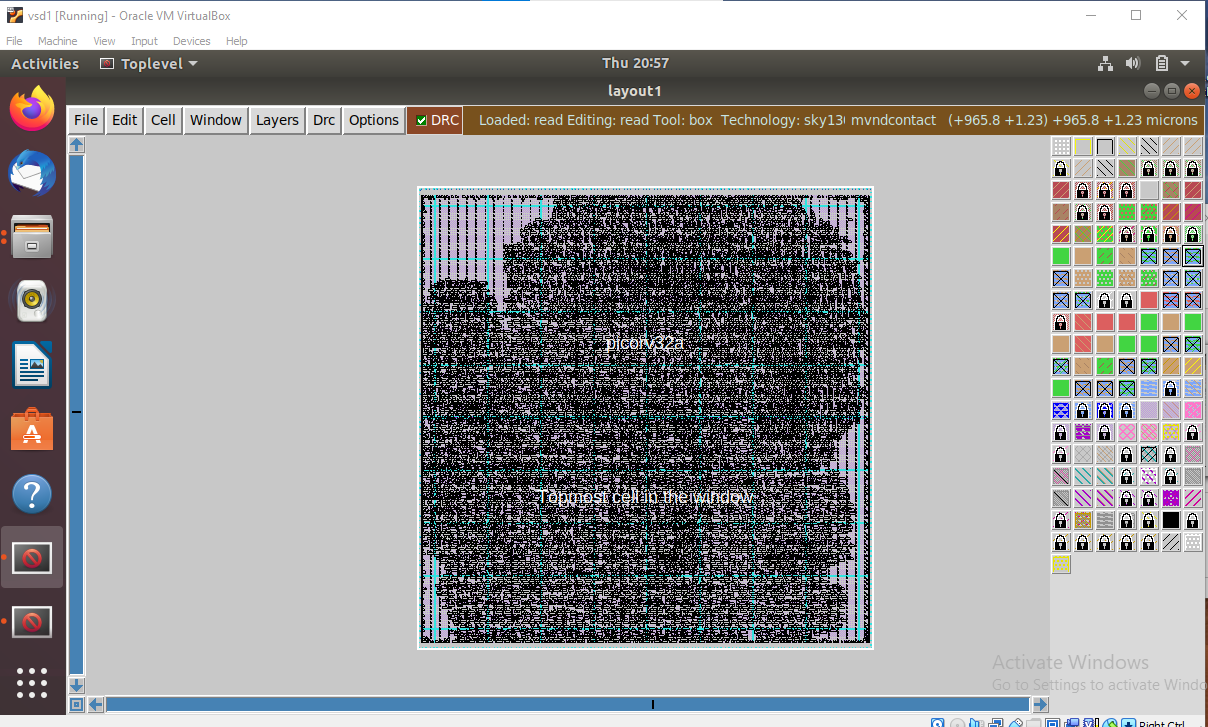 vsd1 [Running] - Oracle VM VirtualBox
File Machine View Input Devices Help
Activities Toplevel Thu 20:57
layout1
File Edit Cell Window Layers Drc Options DRC Loaded: read Editing: read Tool: box Technology: sky13 mvndcontact (+965.8 +1.23) +965.8 +1.23 microns
picorv32a
Topmost cell in the window
Activate Windows
Go to Settings to activate Windo
Right Ctrl